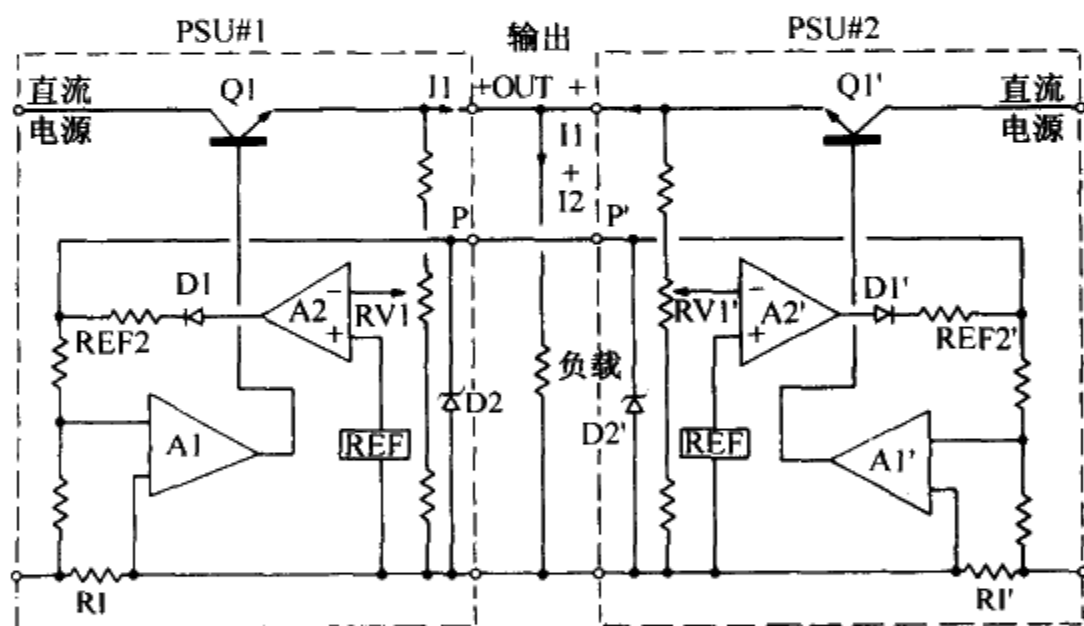 PSU#1
输出
PSU#2
直流
电源
Q1
I1
+OUT +
Q1'
直流
电源
I1
+
I2
P
P'
D1
A2
−
+
RV1
RV1'
−
+
A2'
D1'
REF2
REF2'
负载
D2
D2'
A1
REF
REF
A1'
R1
R1'